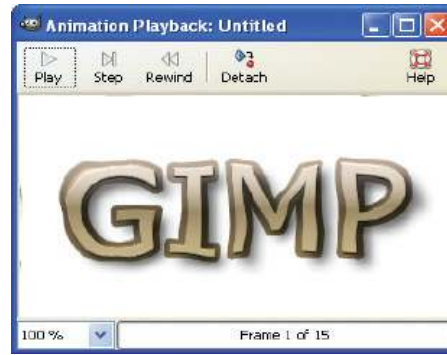 Animation Playback: Untitled
Play Step Rewind Detach Help
GIMP
100 % Frame 1 of 15